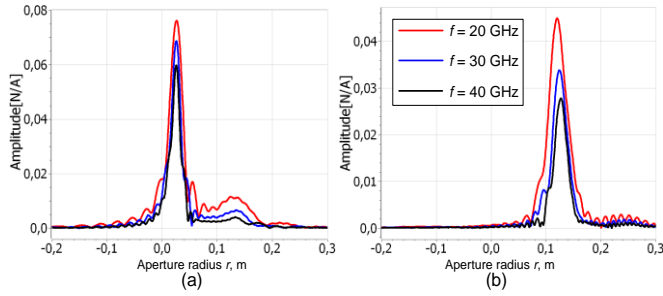 0,08
0,06
0,04
0,02
0,0
Amplitude[N/A]
-0,2 -0,1 0,0 0,1 0,2 0,3
Aperture radius r, m
(a)
0,04
0,03
0,02
0,01
0,0
Amplitude[N/A]
f = 20 GHz
f = 30 GHz
f = 40 GHz
-0,2 0,0 0,1 0,2 0,3
Aperture radius r, m
(b)